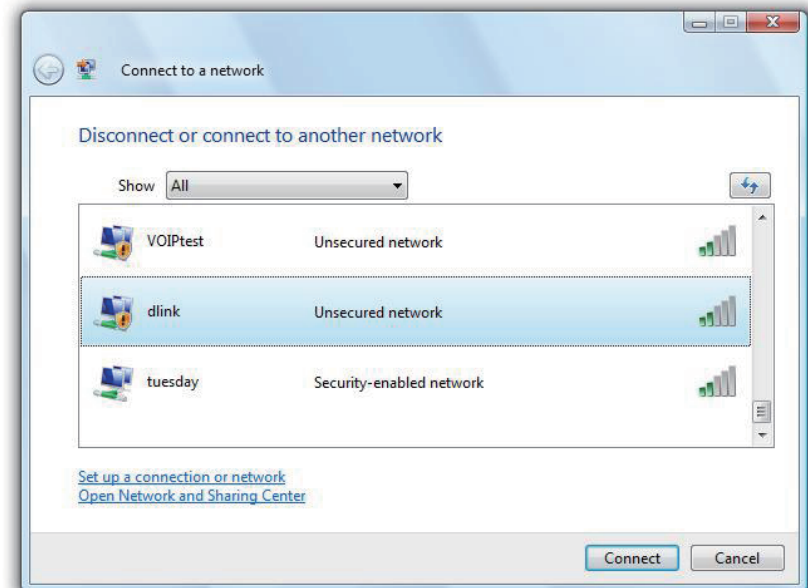 Connect to a network
Disconnect or connect to another network
Show All
VOIPtest Unsecured network
dlink Unsecured network
tuesday Security-enabled network
Set up a connection or network
Open Network and Sharing Center
Connect Cancel